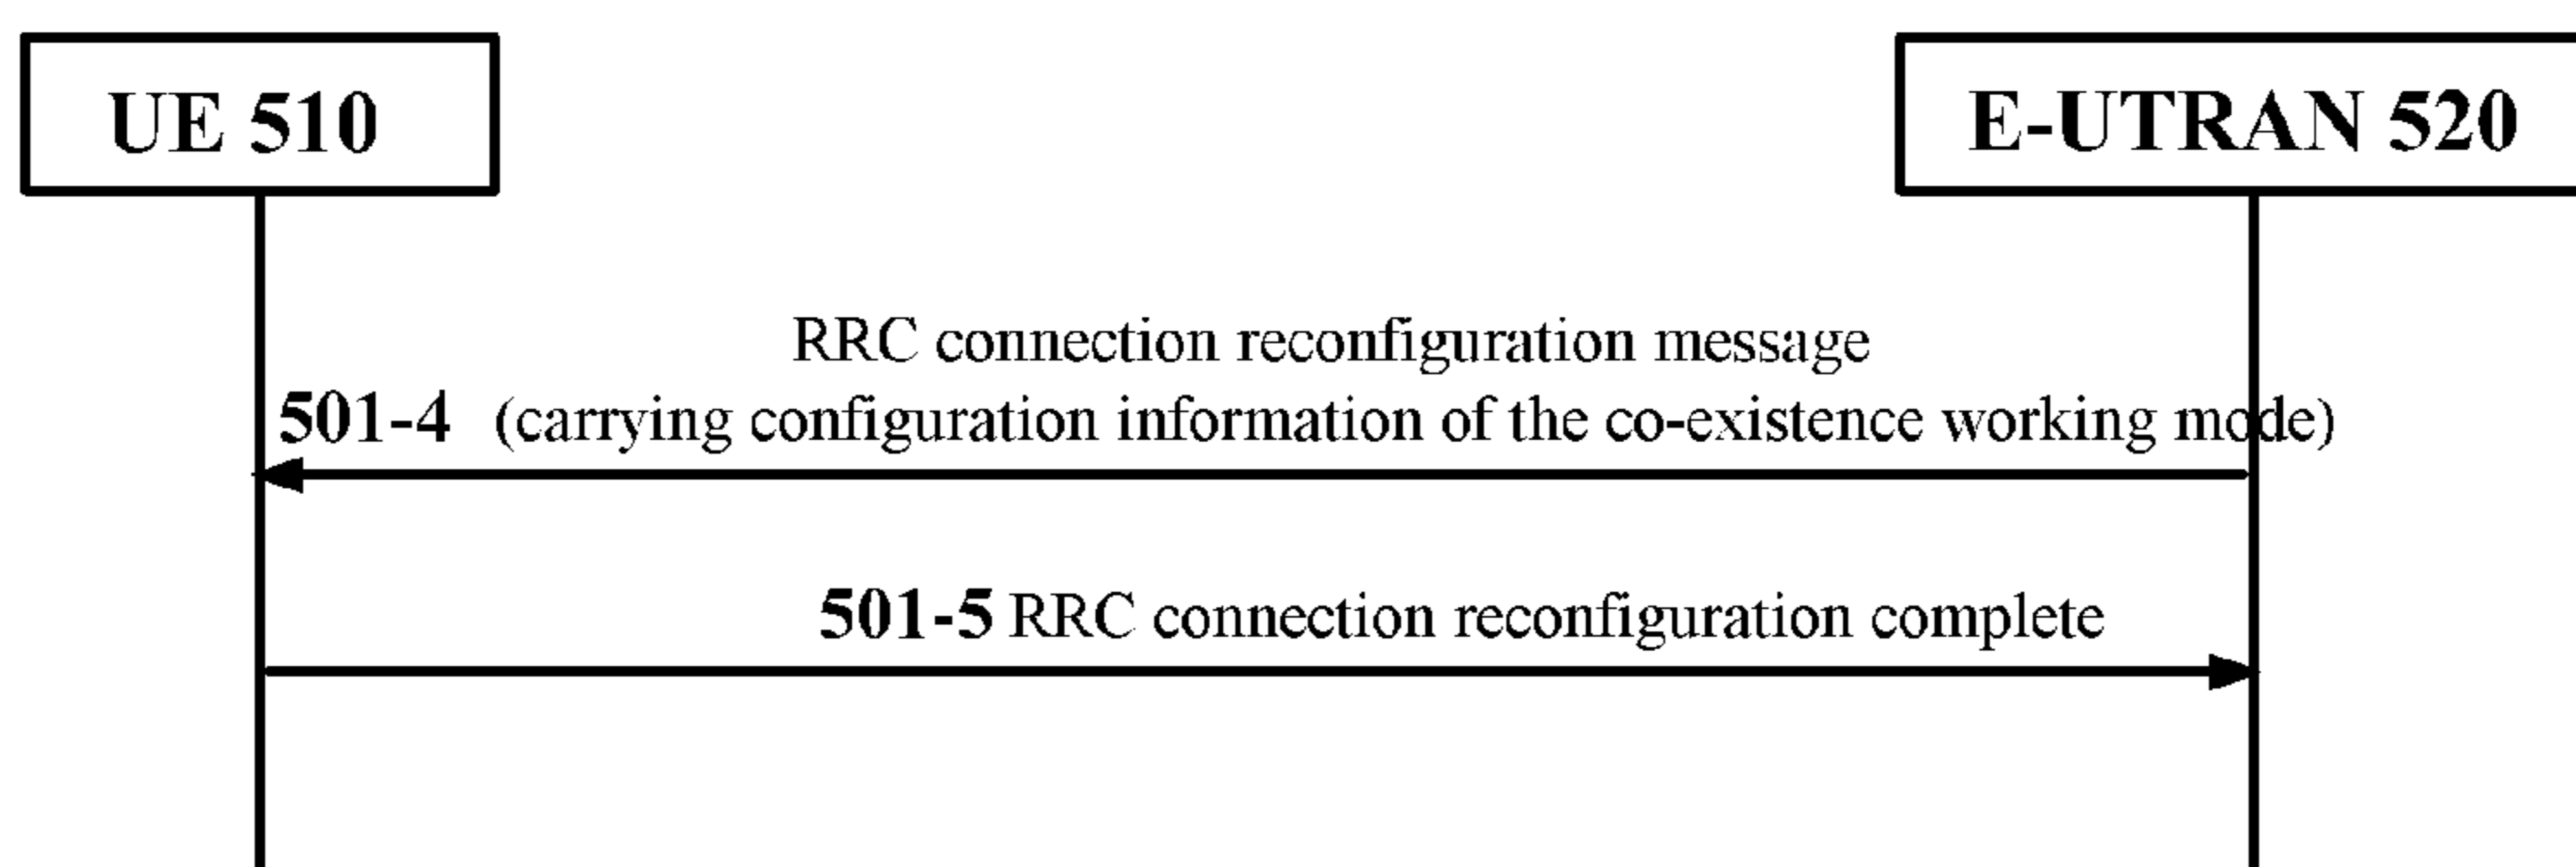 UE 510
E-UTRAN 520
RRC connection reconfiguration message
501-4 (carrying configuration information of the co-existence working mode)
501-5 RRC connection reconfiguration complete